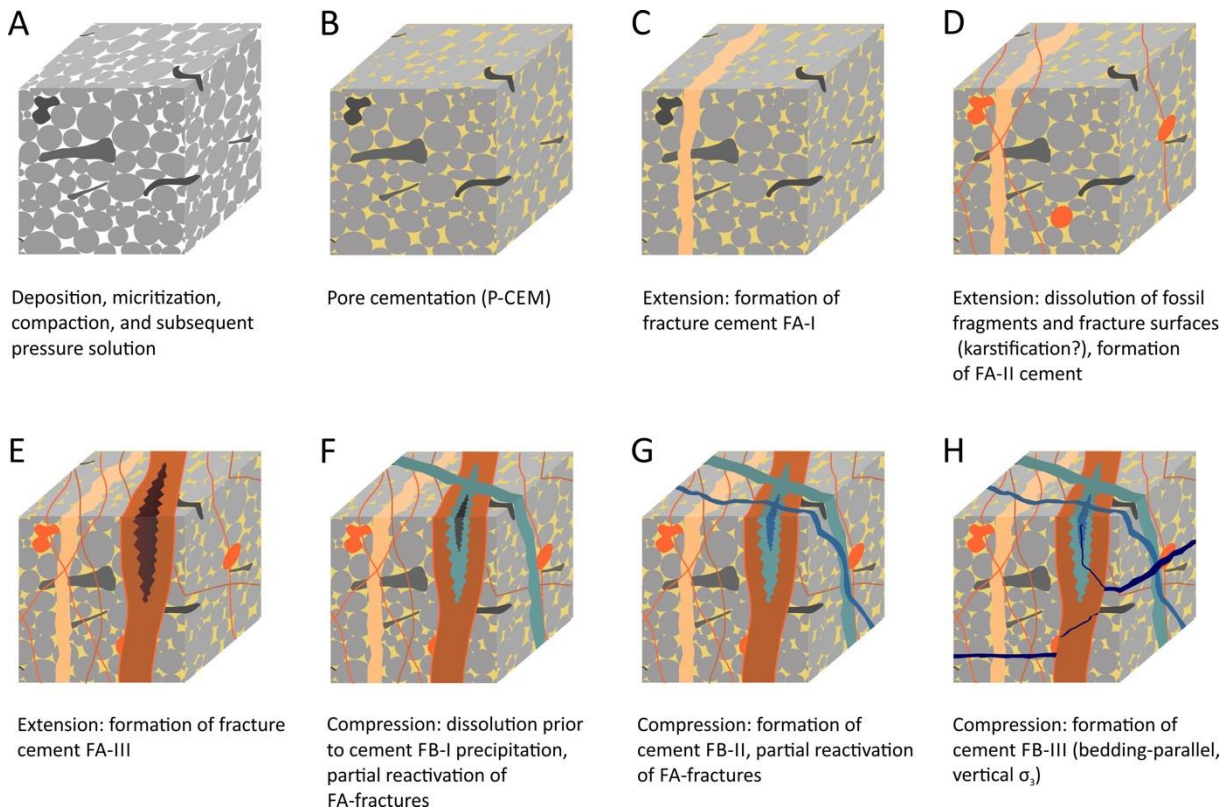 A
B
C
D
Deposition, micritization,
compaction, and subsequent
pressure solution
Pore cementation (P-CEM)
Extension: formation of
fracture cement FA-I
Extension: dissolution of fossil
fragments and fracture surfaces
(karstification?), formation
of FA-II cement
E
F
G
H
Extension: formation of fracture
cement FA-III
Compression: dissolution prior
to cement FB-I precipitation,
partial reactivation of
FA-fractures
Compression: formation of
cement FB-II, partial reactivation
of FA-fractures
Compression: formation of
cement FB-III (bedding-parallel,
vertical σ₃)